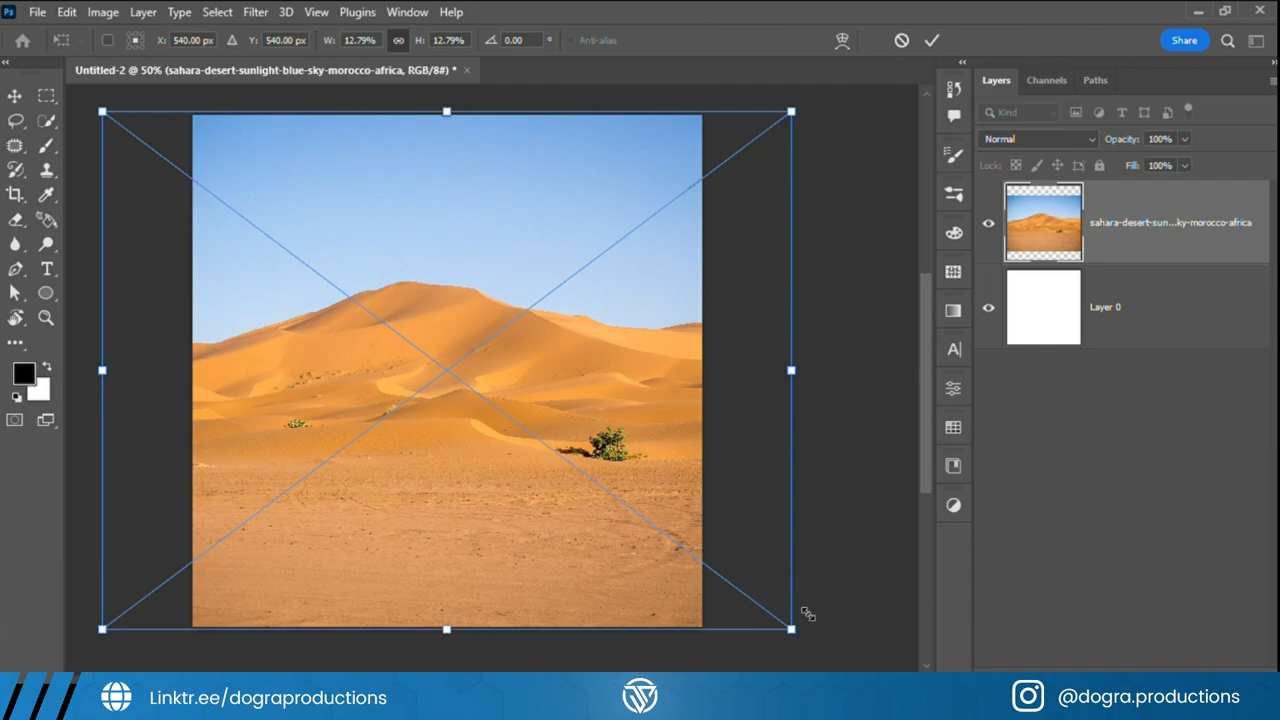 Ps File Edit Image Layer Type Select Filter 3D View Plugins Window Help
X: 540.00 px Y: 540.00 px W: 12.79% H: 12.79% 0.00 ° Anti-alias Share
Untitled-2 @ 50% (sahara-desert-sunlight-blue-sky-morocco-africa, RGB/8#) * ×
Layers Channels Paths
Kind
Normal Opacity: 100%
Lock: Fill: 100%
sahara-desert-sun...ky-morocco-africa
Layer 0
Linktr.ee/dograproductions
@dogra.productions